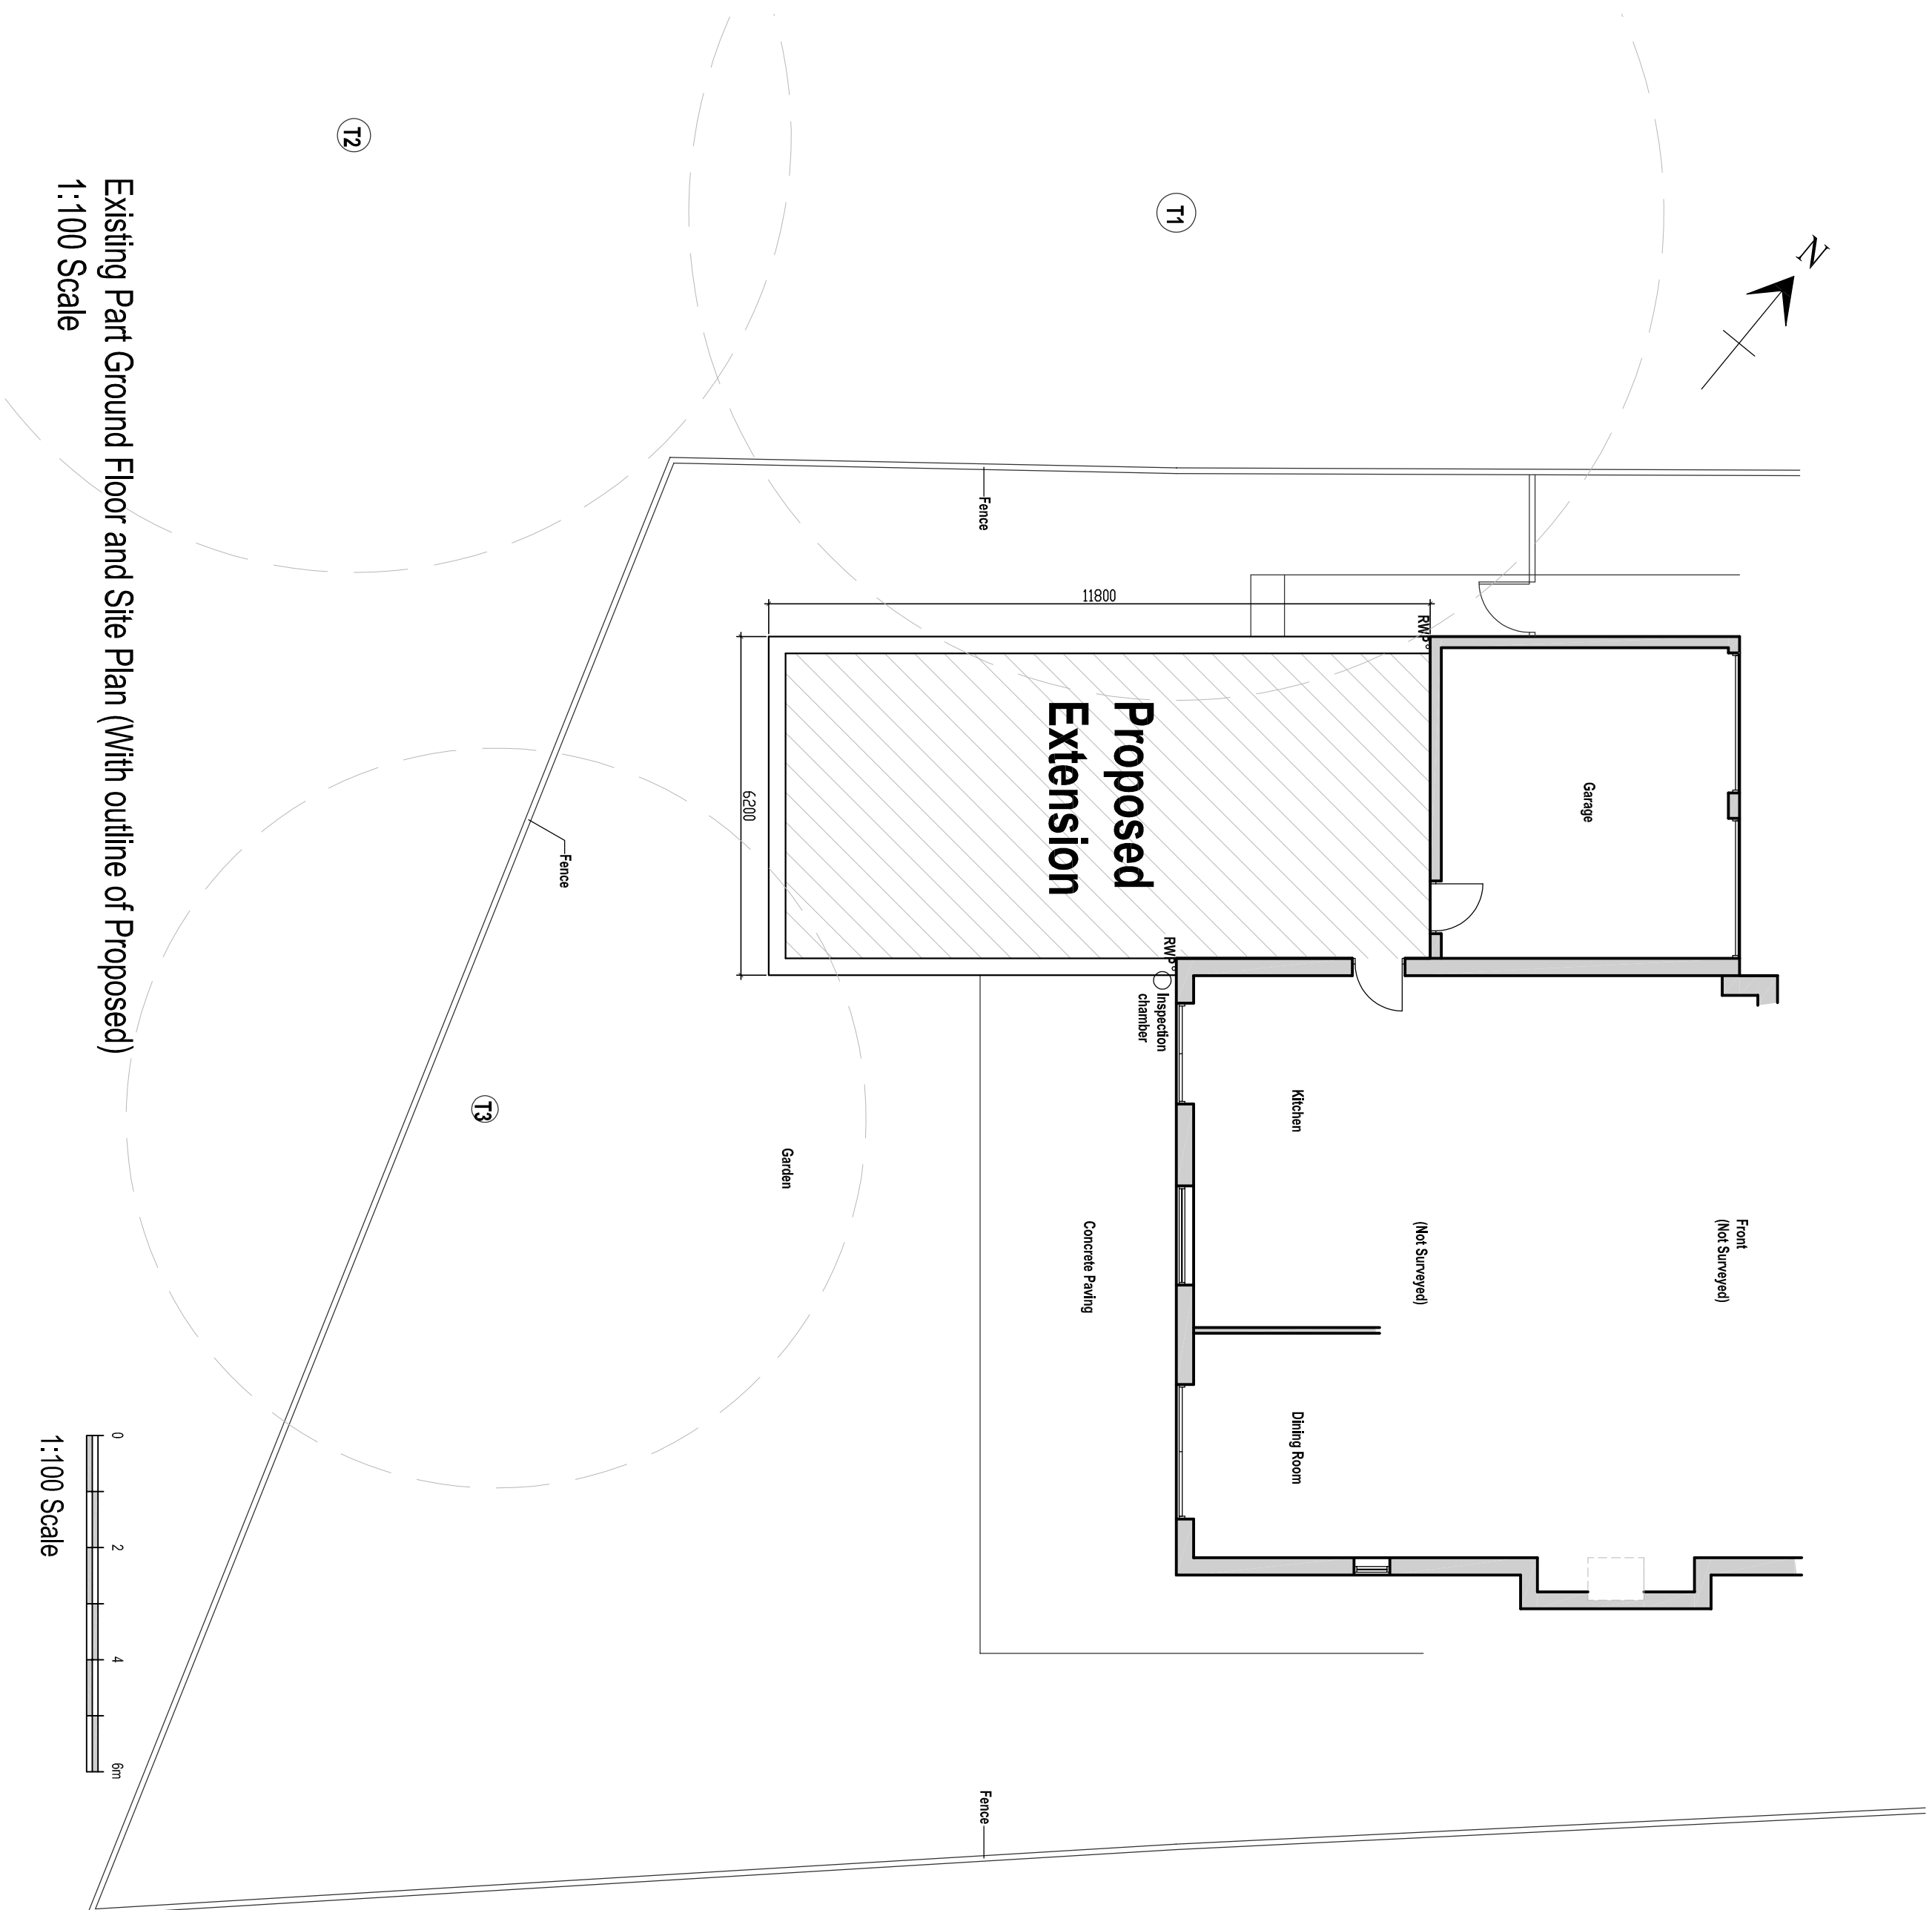 T2
T1
N
Existing Part Ground Floor and Site Plan (With outline of Proposed)
1:100 Scale
Fence
11800
RWP
6200
Proposed
Extension
Garage
Fence
RWP
Inspection
chamber
Kitchen
T3
Garden
Concrete Paving
(Not Surveyed)
Front
(Not Surveyed)
Dining Room
0
2
4
6m
1:100 Scale
Fence